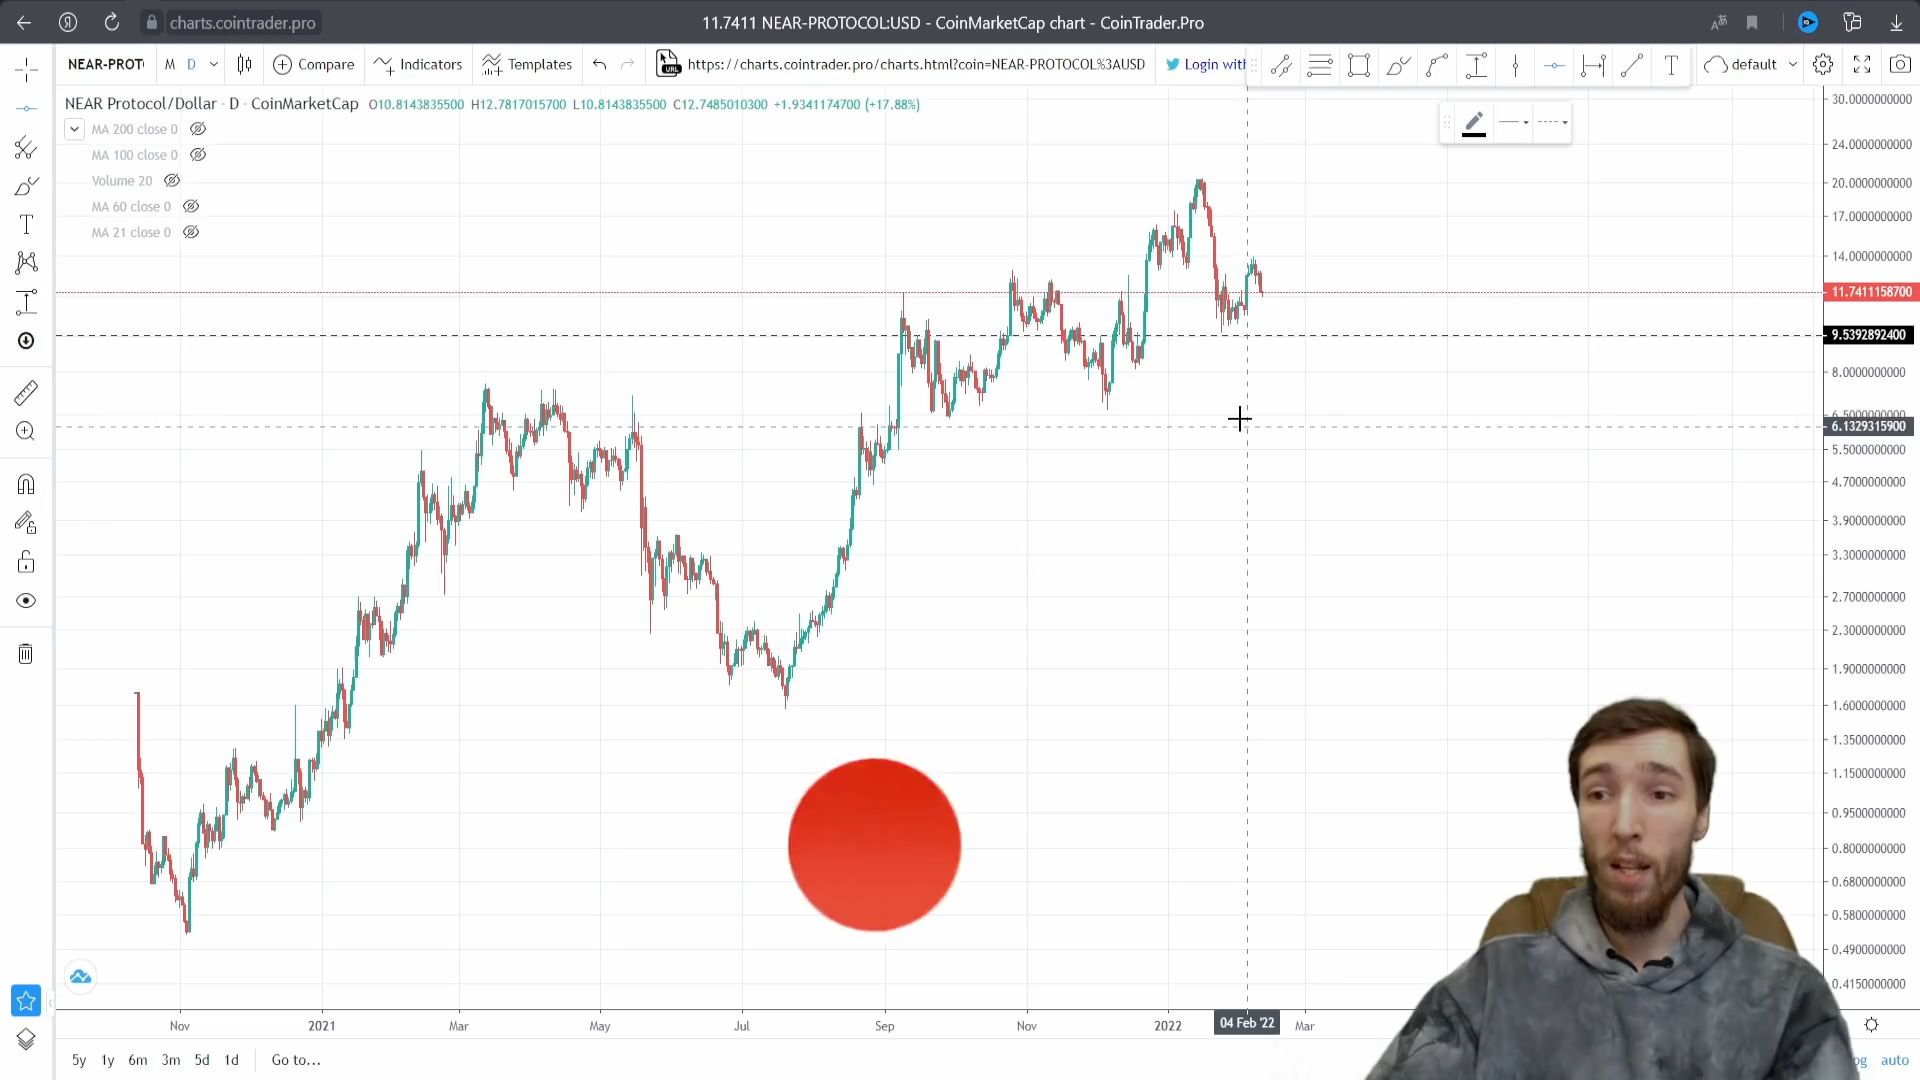 charts.cointrader.pro
11.7411 NEAR-PROTOCOL:USD - CoinMarketCap chart - CoinTrader.Pro
NEAR-PROT M D Compare Indicators Templates URL https://charts.cointrader.pro/charts.html?coin=NEAR-PROTOCOL%3AUSD Login with default
NEAR Protocol/Dollar · D · CoinMarketCap O10.8143835500 H12.7817015700 L10.8143835500 C12.7485010300 +1.9341174700 (+17.88%)
MA 200 close 0
MA 100 close 0
Volume 20
MA 60 close 0
MA 21 close 0
30.0000000000
24.0000000000
20.0000000000
17.0000000000
14.0000000000
11.7411158700
9.5392892400
8.0000000000
6.5000000000
6.1329315900
5.5000000000
4.7000000000
3.9000000000
3.3000000000
2.7000000000
2.3000000000
1.9000000000
1.6000000000
1.3500000000
1.1500000000
0.9500000000
0.8000000000
0.6800000000
0.5800000000
0.4900000000
0.4150000000
Nov 2021 Mar May Jul Sep Nov 2022 04 Feb '22 Mar
5y 1y 6m 3m 5d 1d Go to... auto